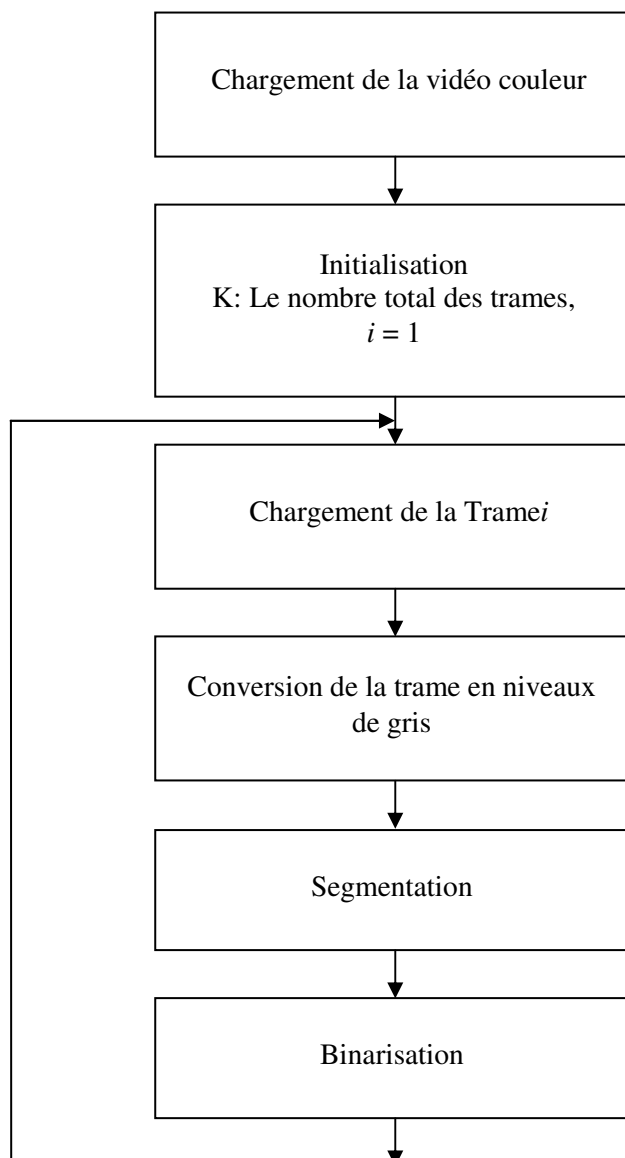 Chargement de la vidéo couleur
Initialisation
K: Le nombre total des trames,
i = 1
Chargement de la Tramei
Conversion de la trame en niveaux
de gris
Segmentation
Binarisation